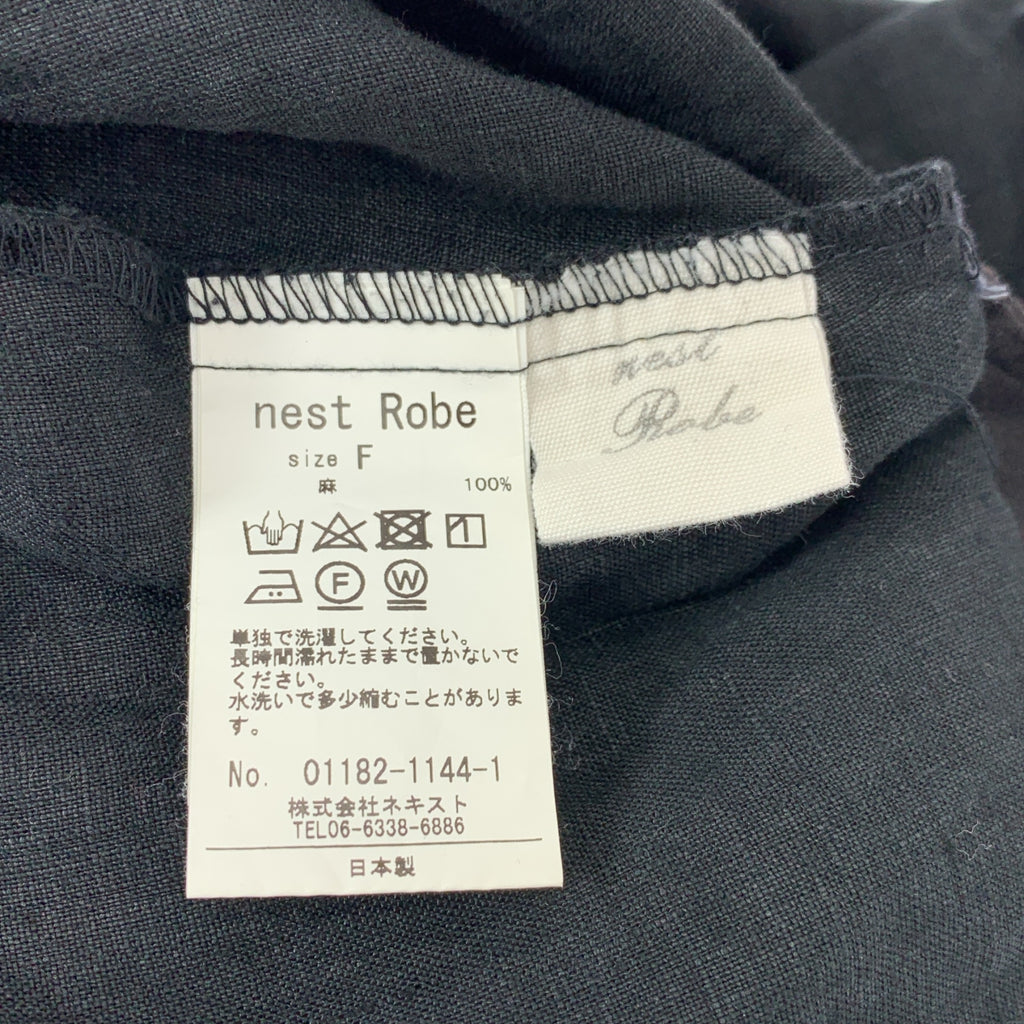 nest Robe
size F
麻 100%
1
F W
単独で洗濯してください。
長時間濡れたままで置かないで
ください。
水洗いで多少縮むことがありま
す。
No. 01182-1144-1
株式会社ネキスト
TEL06-6338-6886
日本製
nest
Robe